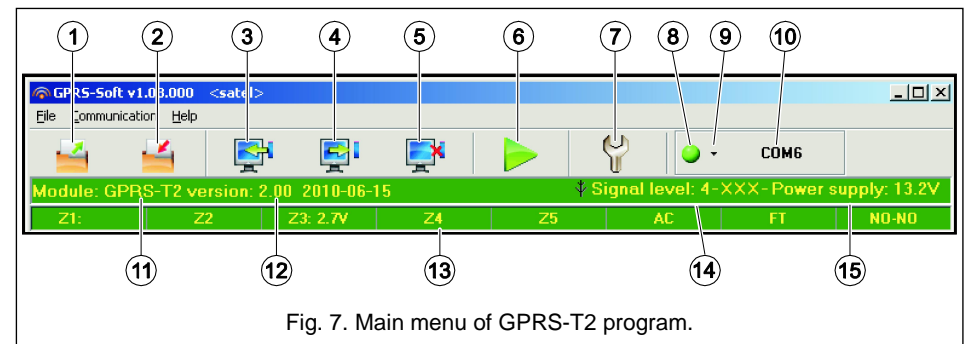 1 2 3 4 5 6 7 8 9 10
GPRS-Soft v1.03.000 <satel>
File Communication Help
COM6
Module: GPRS-T2 version: 2.00 2010-06-15 Signal level: 4-XXX-Power supply: 13.2V
Z1: Z2 Z3: 2.7V Z4 Z5 AC FT NO-NO
11 12 13 14 15
Fig. 7. Main menu of GPRS-T2 program.